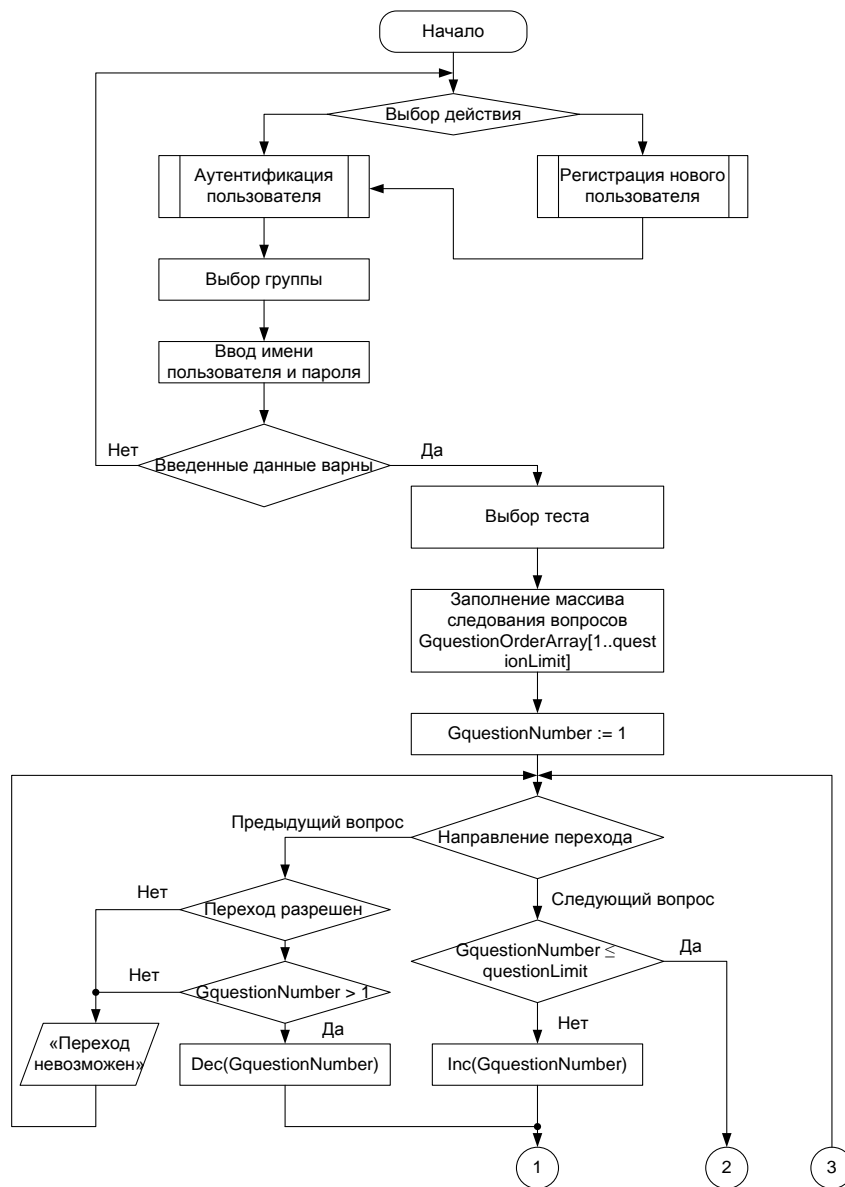 Начало
Выбор действия
Аутентификация
пользователя
Регистрация нового
пользователя
Выбор группы
Ввод имени
пользователя и пароля
Нет
Введенные данные варны
Да
Выбор теста
Заполнение массива
следования вопросов
GquestionOrderArray[1..quest
ionLimit]
GquestionNumber := 1
Предыдущий вопрос
Направление перехода
Нет
Переход разрешен
Следующий вопрос
Нет
GquestionNumber > 1
GquestionNumber ≤
questionLimit
Да
«Переход
невозможен»
Да
Dec(GquestionNumber)
Нет
Inc(GquestionNumber)
1
2
3